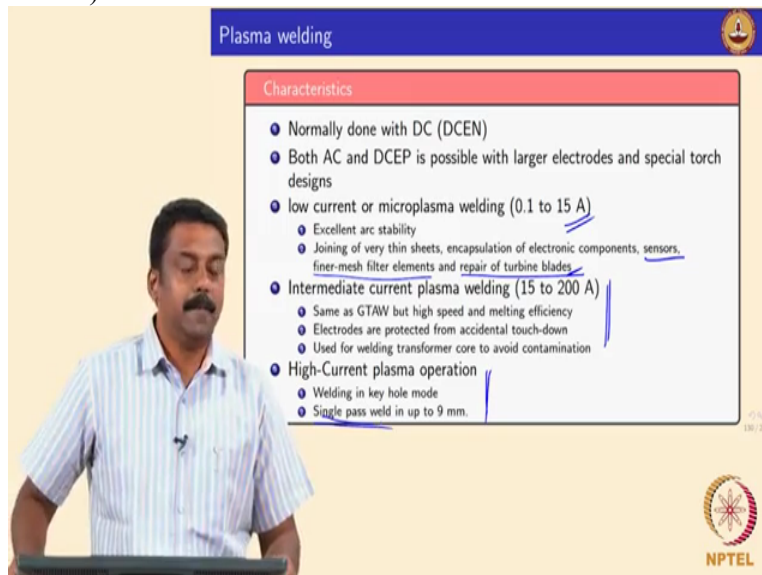 Plasma welding
Characteristics
Normally done with DC (DCEN)
Both AC and DCEP is possible with larger electrodes and special torch
designs
low current or microplasma welding (0.1 to 15 A)
Excellent arc stability
Joining of very thin sheets, encapsulation of electronic components, sensors,
finer-mesh filter elements and repair of turbine blades
Intermediate current plasma welding (15 to 200 A)
Same as GTAW but high speed and melting efficiency
Electrodes are protected from accidental touch-down
Used for welding transformer core to avoid contamination
High-Current plasma operation
Welding in key hole mode
Single pass weld in up to 9 mm.
NPTEL